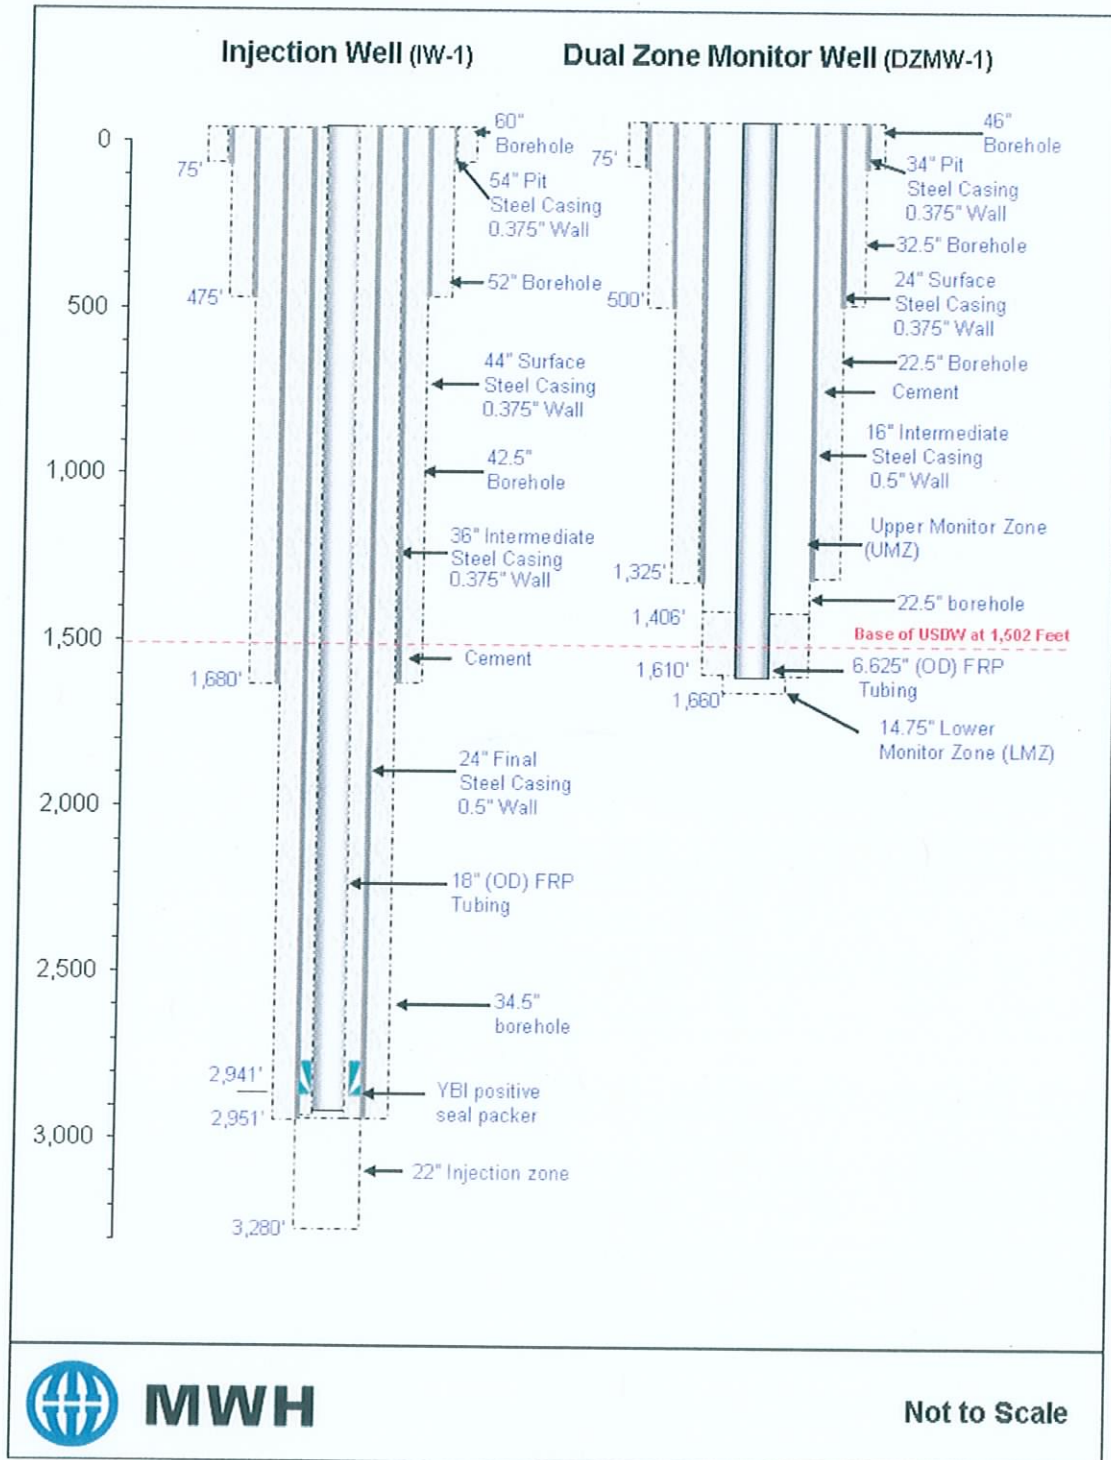 Injection Well (IW-1)
Dual Zone Monitor Well (DZMW-1)
0
500
1,000
1,500
2,000
2,500
3,000
75'
475'
1,680'
2,941'
2,951'
3,280'
60"
Borehole
54" Pit
Steel Casing
0.375" Wall
52" Borehole
44" Surface
Steel Casing
0.375" Wall
42.5"
Borehole
36" Intermediate
Steel Casing
0.375" Wall
Cement
24" Final
Steel Casing
0.5" Wall
18" (OD) FRP
Tubing
34.5"
borehole
YBI positive
seal packer
22" Injection zone
75'
500'
1,325'
1,406'
1,610'
1,660'
46"
Borehole
34" Pit
Steel Casing
0.375" Wall
32.5" Borehole
24" Surface
Steel Casing
0.375" Wall
22.5" Borehole
Cement
16" Intermediate
Steel Casing
0.5" Wall
Upper Monitor Zone
(UMZ)
22.5" borehole
Base of USDW at 1,502 Feet
6.625" (OD) FRP
Tubing
14.75" Lower
Monitor Zone (LMZ)
MWH
Not to Scale